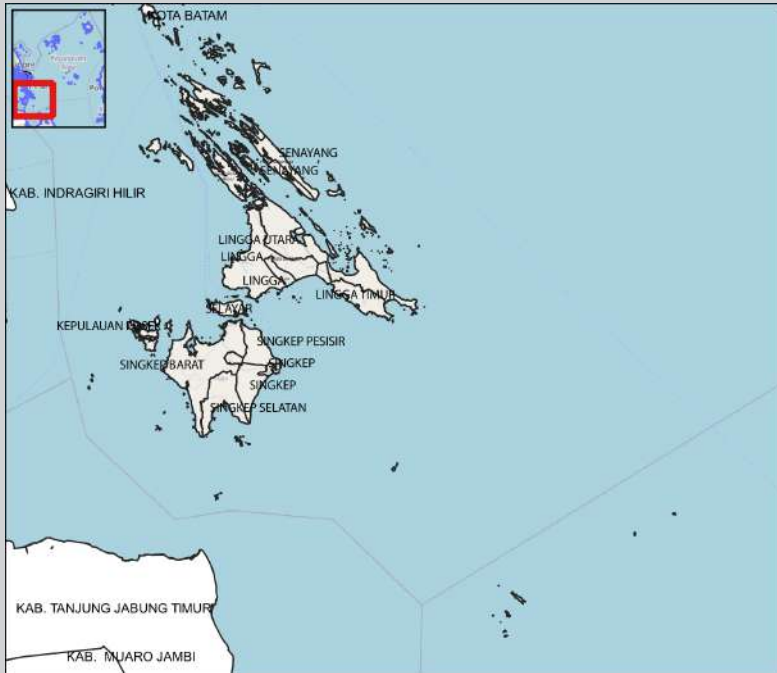 KOTA BATAM
SENAYANG
SENAYANG
KAB. INDRAGIRI HILIR
LINGGA UTARA
LINGGA
LINGGA
LINGGA TIMUR
SELAYAR
KEPULAUAN
SINGKEP PESISIR
SINGKEP BARAT
SINGKEP
SINGKEP
SINGKEP SELATAN
KAB. TANJUNG JABUNG TIMUR
KAB. MUARO JAMBI